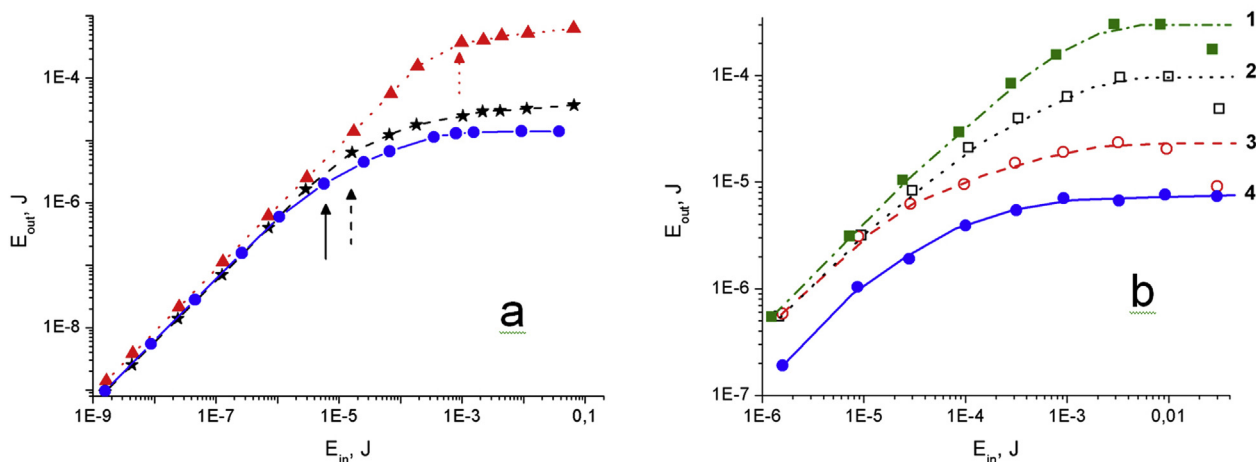 E_out, J
1E-4
1E-6
1E-8
1E-9
1E-7
1E-5
1E-3
0,1
E_in, J
a
E_out, J
1E-4
1E-5
1E-6
1E-7
1E-6
1E-5
1E-4
1E-3
0,01
E_in, J
1
2
3
4
b